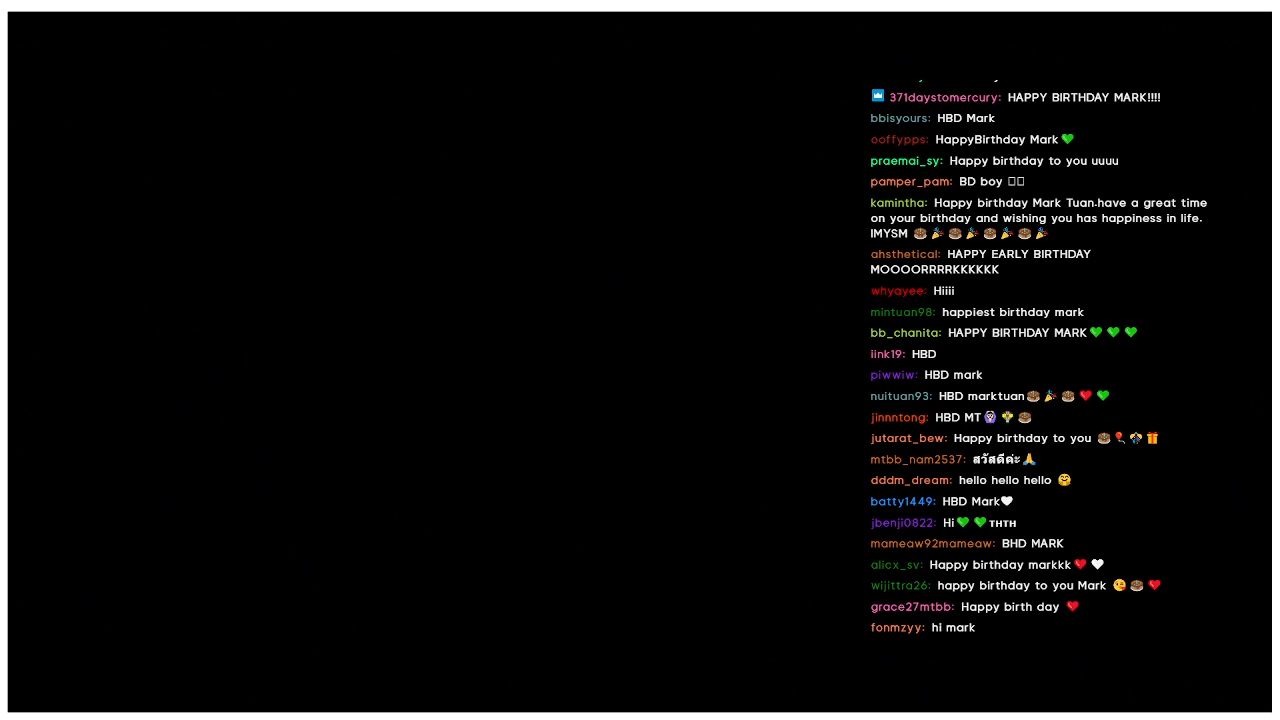 371daystomercury: HAPPY BIRTHDAY MARK!!!!
bbisyours: HBD Mark
ooffypps: HappyBirthday Mark💚
praemai_sy: Happy birthday to you uuuu
pamper_pam: BD boy
kamintha: Happy birthday Mark Tuan.have a great time
on your birthday and wishing you has happiness in life.
IMYSM 🎂🎉🎂🎉🎂🎉🎂🎉
ahsthetical: HAPPY EARLY BIRTHDAY
MOOOORRRRKKKKKK
whyayee: Hiiii
mintuan98: happiest birthday mark
bb_chanita: HAPPY BIRTHDAY MARK💚💚💚
iink19: HBD
piwwiw: HBD mark
nuituan93: HBD marktuan🎂🎉🎂❤️💚
jinnntong: HBD MT
jutarat_bew: Happy birthday to you 🎂🎈🎊🎁
mtbb_nam2537: สวัสดีค่ะ🙏
dddm_dream: hello hello hello 🤗
batty1449: HBD Mark🤍
jbenji0822: Hi💚💚ᴛʜᴛʜ
mameaw92mameaw: BHD MARK
alicx_sv: Happy birthday markkk❤️🤍
wijittra26: happy birthday to you Mark 😘🎂❤️
grace27mtbb: Happy birth day ❤️
fonmzyy: hi mark